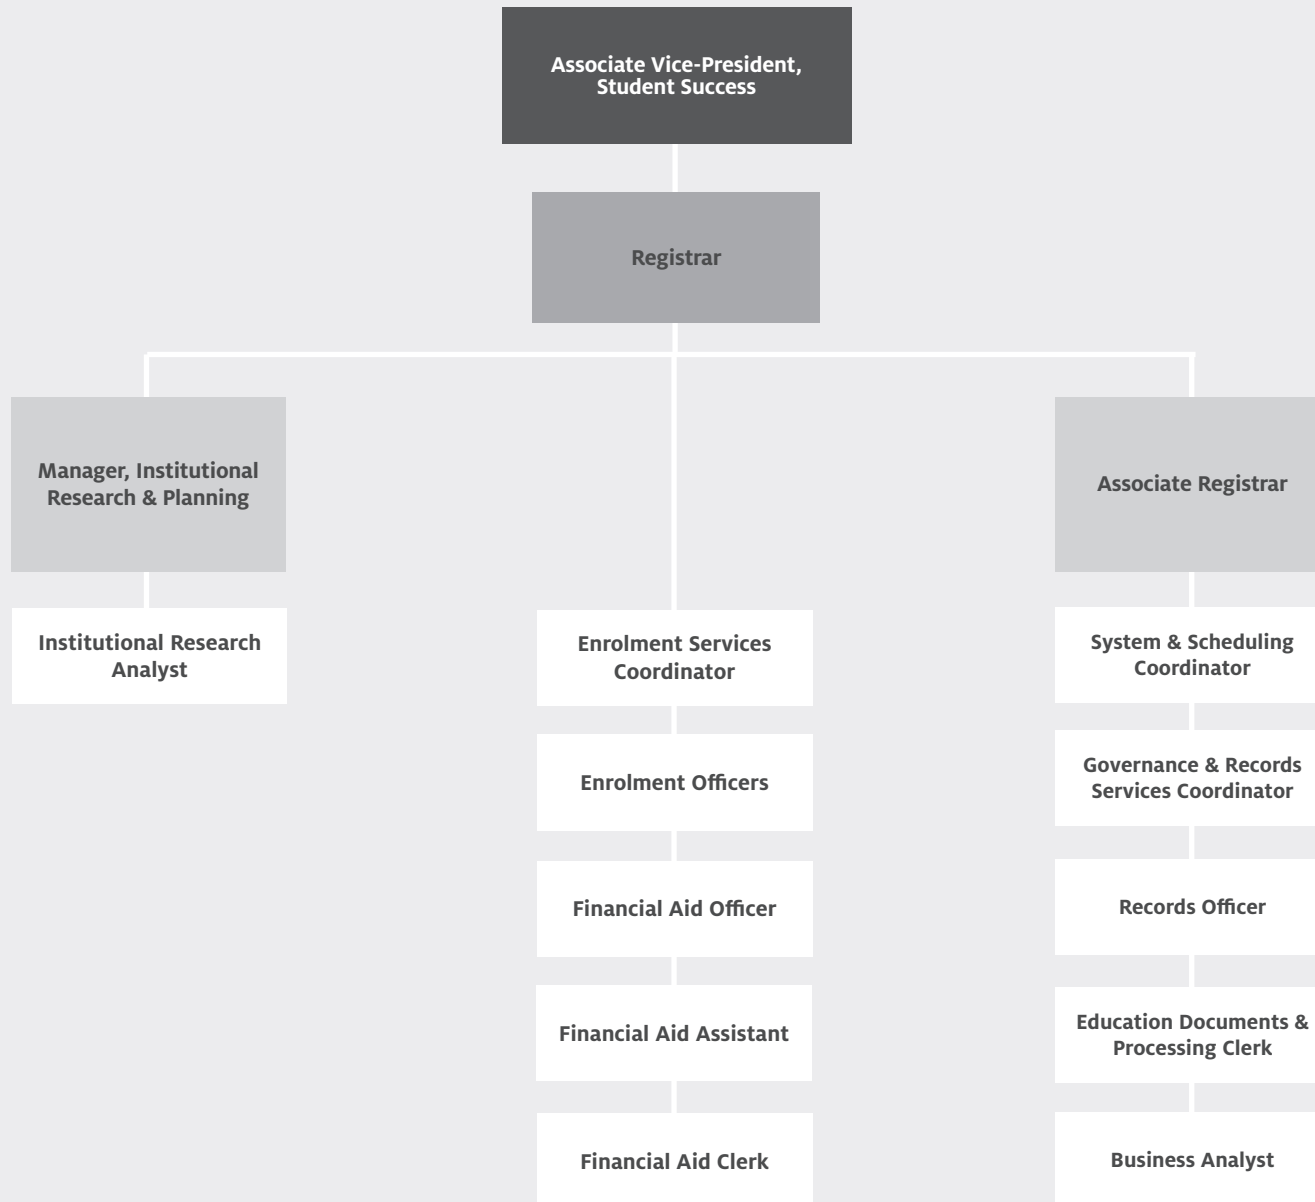 Associate Vice-President,
Student Success
Registrar
Manager, Institutional
Research & Planning
Associate Registrar
Institutional Research
Analyst
Enrolment Services
Coordinator
System & Scheduling
Coordinator
Enrolment Officers
Governance & Records
Services Coordinator
Financial Aid Officer
Records Officer
Financial Aid Assistant
Education Documents &
Processing Clerk
Financial Aid Clerk
Business Analyst